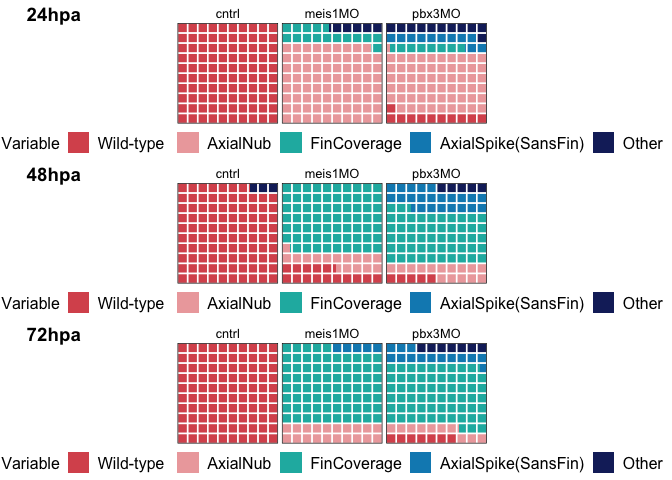 24hpa
cntrl meis1MO pbx3MO
Variable Wild-type AxialNub FinCoverage AxialSpike(SansFin) Other
48hpa
cntrl meis1MO pbx3MO
Variable Wild-type AxialNub FinCoverage AxialSpike(SansFin) Other
72hpa
cntrl meis1MO pbx3MO
Variable Wild-type AxialNub FinCoverage AxialSpike(SansFin) Other